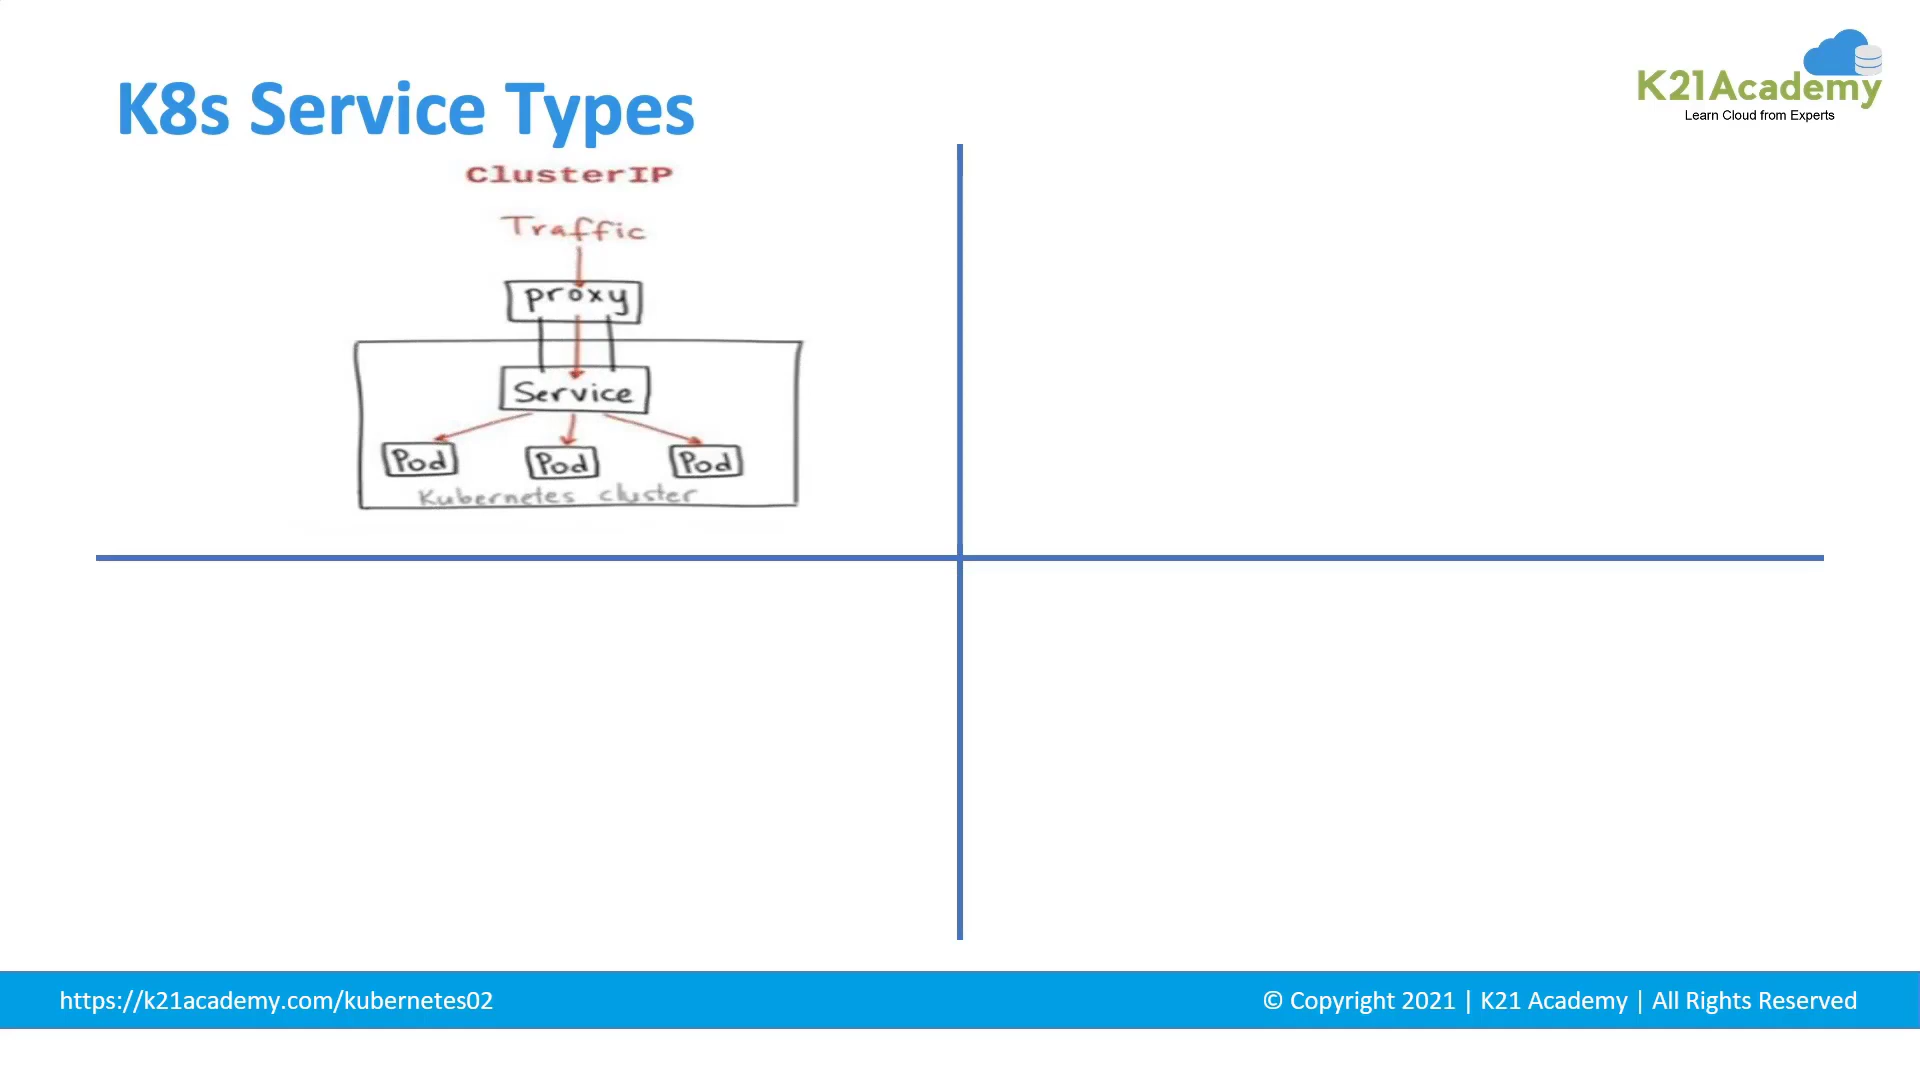 K8s Service Types
K21Academy
Learn Cloud from Experts
ClusterIP
Traffic
proxy
Service
Pod
Pod
Pod
Kubernetes cluster
https://k21academy.com/kubernetes02
© Copyright 2021 | K21 Academy | All Rights Reserved